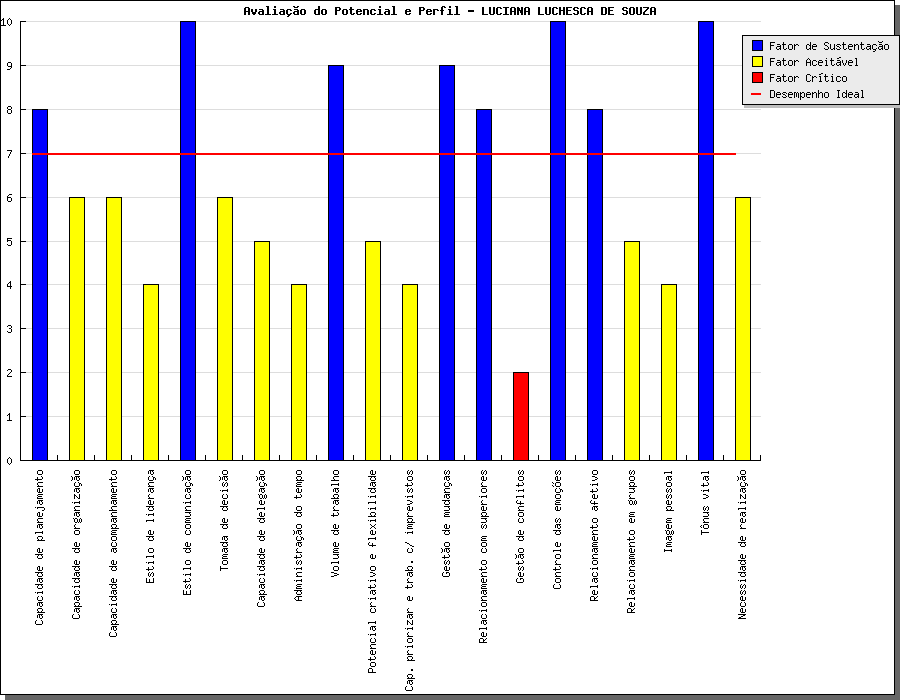 Avaliação do Potencial e Perfil - LUCIANA LUCHESCA DE SOUZA
Fator de Sustentação
Fator Aceitável
Fator Crítico
Desempenho Ideal
10
9
8
7
6
5
4
3
2
1
0
Capacidade de planejamento
Capacidade de organização
Capacidade de acompanhamento
Estilo de liderança
Estilo de comunicação
Tomada de decisão
Capacidade de delegação
Administração do tempo
Volume de trabalho
Potencial criativo e flexibilidade
Cap. priorizar e trab. c/ imprevistos
Gestão de mudanças
Relacionamento com superiores
Gestão de conflitos
Controle das emoções
Relacionamento afetivo
Relacionamento em grupos
Imagem pessoal
Tônus vital
Necessidade de realização